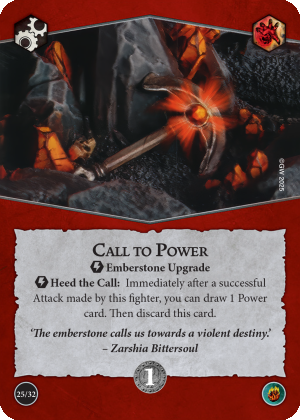 ©GW 2025
CALL TO POWER
Emberstone Upgrade
Heed the Call: Immediately after a successful
Attack made by this fighter, you can draw 1 Power
card. Then discard this card.
‘The emberstone calls us towards a violent destiny.’
– Zarshia Bittersoul
25/32
1